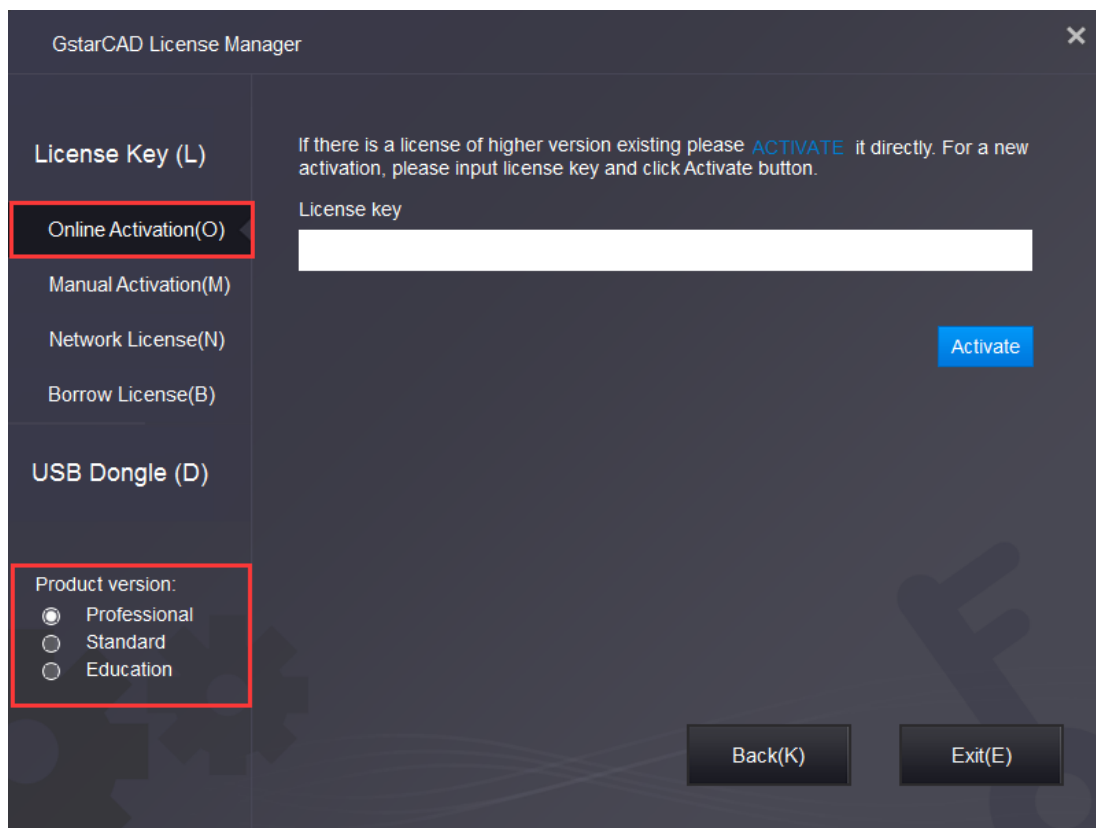 GstarCAD License Manager
License Key (L)
Online Activation(O)
Manual Activation(M)
Network License(N)
Borrow License(B)
USB Dongle (D)
Product version:
Professional
Standard
Education
If there is a license of higher version existing please ACTIVATE it directly. For a new
activation, please input license key and click Activate button.
License key
Activate
Back(K)
Exit(E)